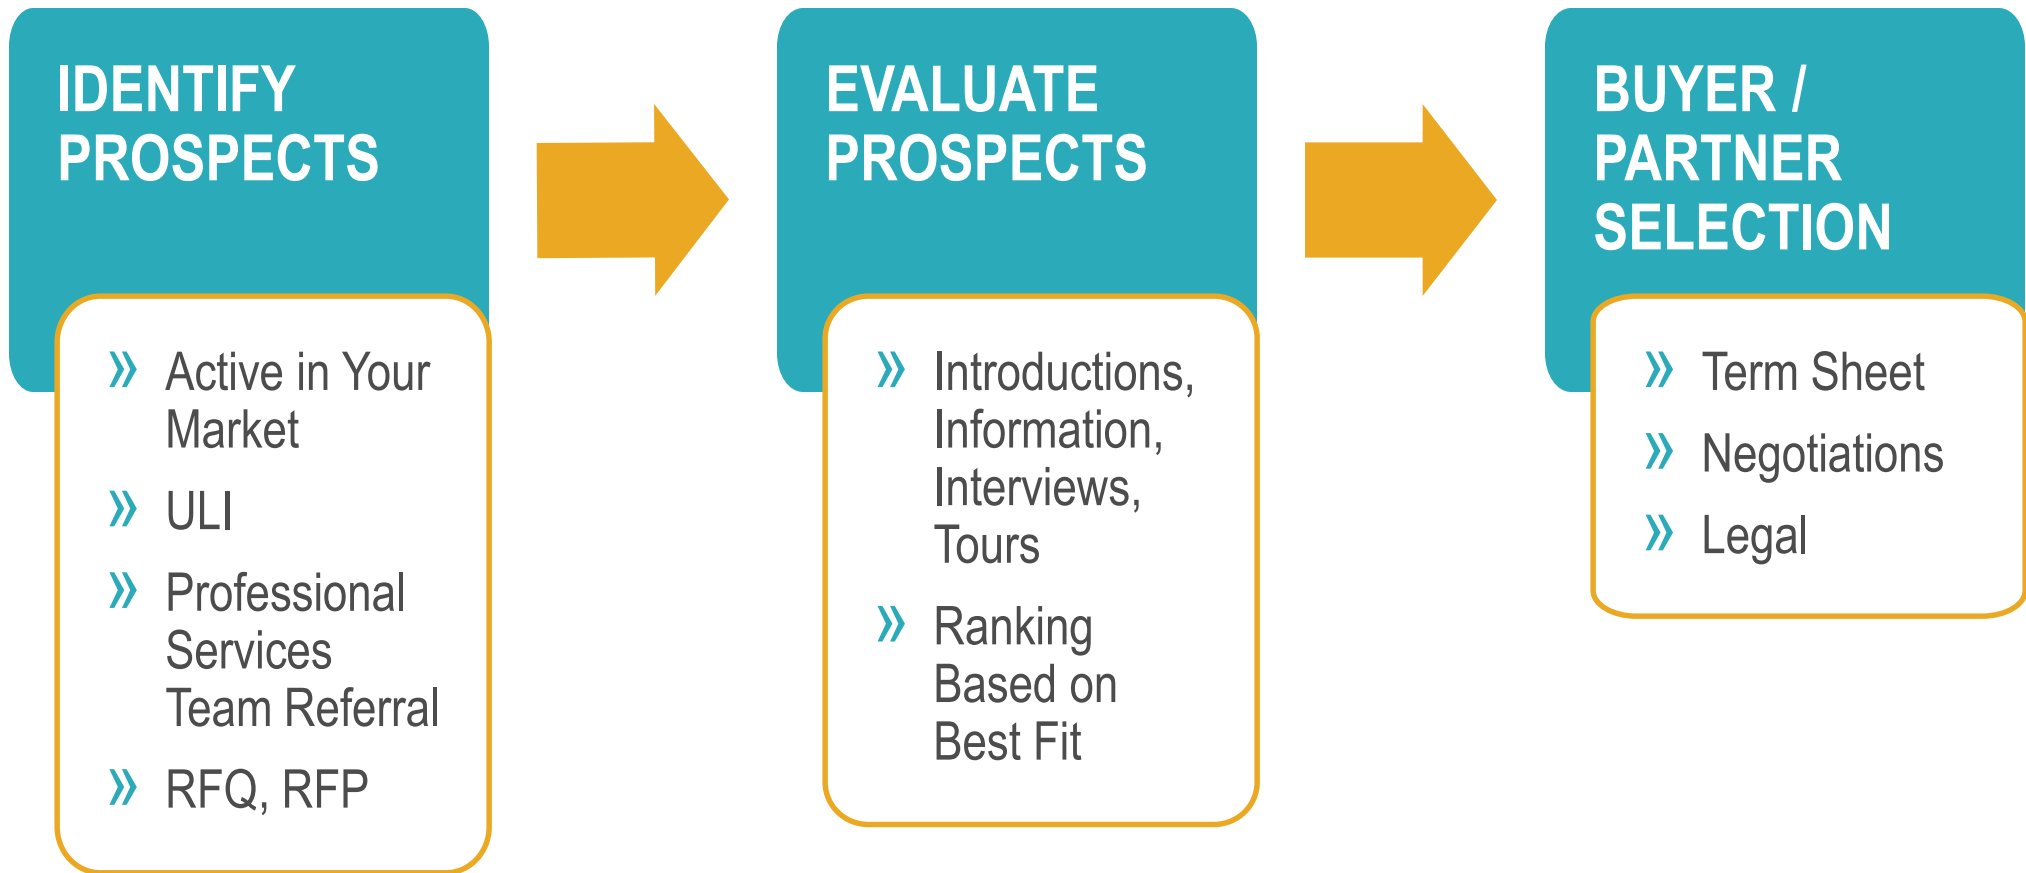 IDENTIFY
PROSPECTS
» Active in Your
Market
» ULI
» Professional
Services
Team Referral
» RFQ, RFP
EVALUATE
PROSPECTS
» Introductions,
Information,
Interviews,
Tours
» Ranking
Based on
Best Fit
BUYER /
PARTNER
SELECTION
» Term Sheet
» Negotiations
» Legal